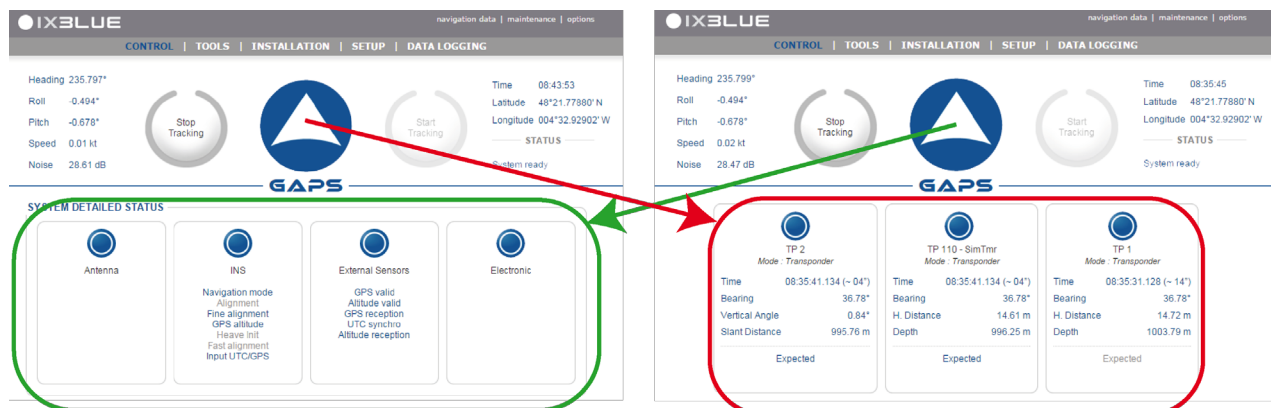 IXBLUE
navigation data | maintenance | options
CONTROL | TOOLS | INSTALLATION | SETUP | DATA LOGGING
Heading 235.797°
Roll -0.494°
Pitch -0.678°
Speed 0.01 kt
Noise 28.61 dB
Stop
Tracking
Start
Tracking
Time 08:43:53
Latitude 48°21.77880' N
Longitude 004°32.92902' W
STATUS
System ready
GAPS
SYSTEM DETAILED STATUS
Antenna
INS
Navigation mode
Alignment
Fine alignment
GPS altitude
Heave Init
Fast alignment
Input UTC/GPS
External Sensors
GPS valid
Altitude valid
GPS reception
UTC synchro
Altitude reception
Electronic
IXBLUE
navigation data | maintenance | options
CONTROL | TOOLS | INSTALLATION | SETUP | DATA LOGGING
Heading 235.799°
Roll -0.494°
Pitch -0.678°
Speed 0.02 kt
Noise 28.47 dB
Stop
Tracking
Start
Tracking
Time 08:35:45
Latitude 48°21.77880' N
Longitude 004°32.92902' W
STATUS
System ready
GAPS
TP 2
Mode : Transponder
Time 08:35:41.134 (~ 04")
Bearing 36.78°
Vertical Angle 0.84°
Slant Distance 995.76 m
Expected
TP 110 - SimTmr
Mode : Transponder
Time 08:35:41.134 (~ 04")
Bearing 36.78°
H. Distance 14.61 m
Depth 996.25 m
Expected
TP 1
Mode : Transponder
Time 08:35:31.128 (~ 14")
Bearing 36.78°
H. Distance 14.72 m
Depth 1003.79 m
Expected